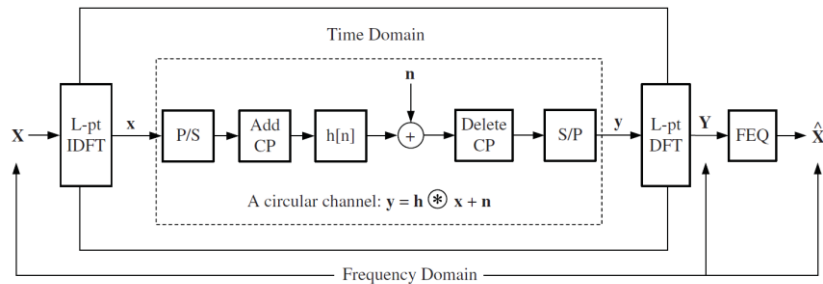 Time Domain
n
X
L-pt
IDFT
x
P/S
Add
CP
h[n]
+
Delete
CP
S/P
y
L-pt
DFT
Y
FEQ
X̂
A circular channel: y = h ⊛ x + n
Frequency Domain